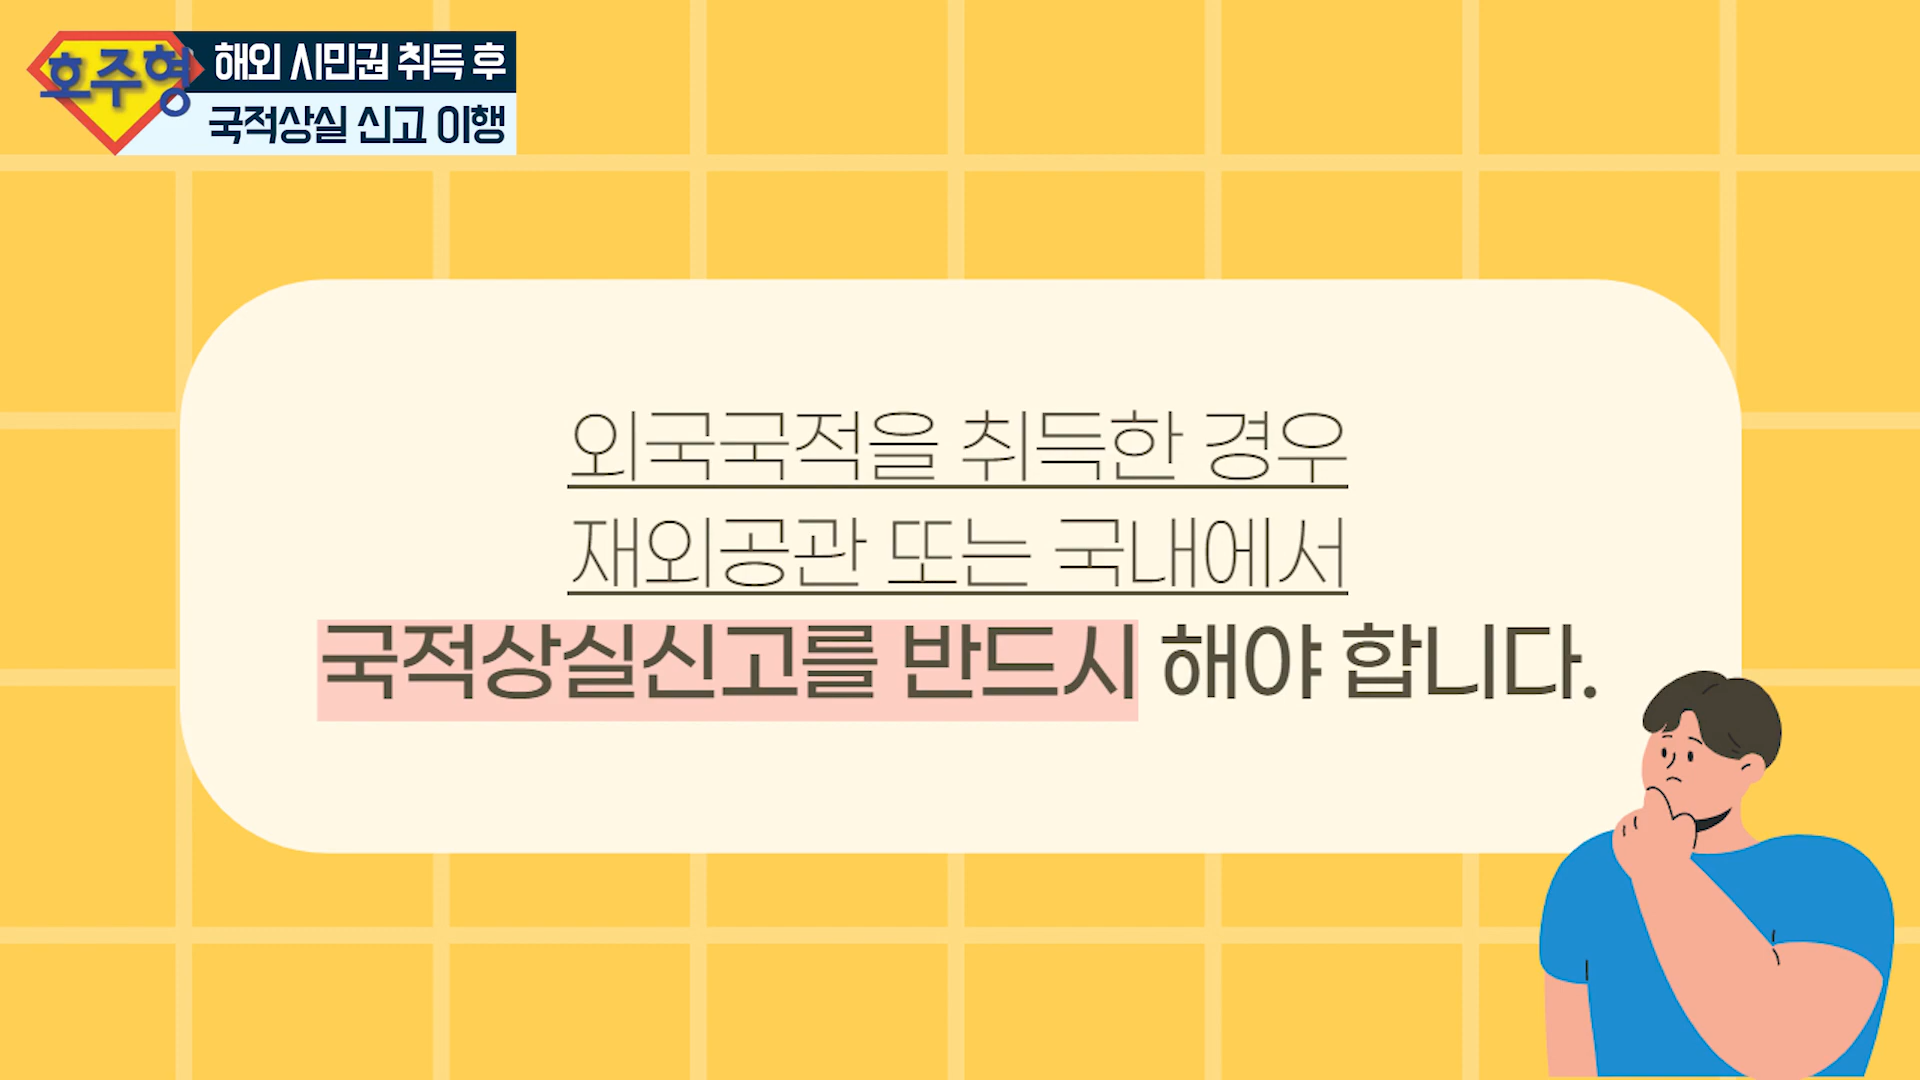 호주형
해외 시민권 취득 후
국적상실 신고 이행
외국국적을 취득한 경우
재외공관 또는 국내에서
국적상실신고를 반드시 해야 합니다.